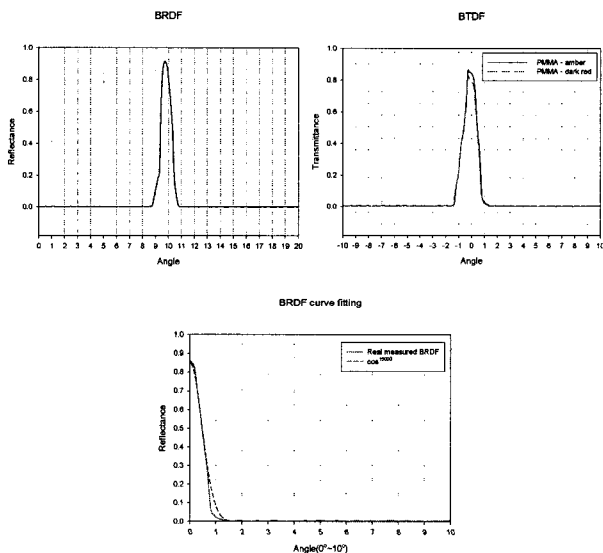 BRDF
BTDF
1.0
0.8
0.6
0.4
0.2
0.0
Reflectance
0 1 2 3 4 5 6 7 8 9 10 11 12 13 14 15 16 17 18 19 20
Angle
1.0
0.8
0.6
0.4
0.2
0.0
Transmittance
PMMA - amber
PMMA - dark red
-10 -9 -8 -7 -6 -5 -4 -3 -2 -1 0 1 2 3 4 5 6 7 8 9 10
Angle
BRDF curve fitting
1.0
0.9
0.8
0.7
0.6
0.5
0.4
0.3
0.2
0.1
0.0
Reflectance
Real measured BRDF
cos
0 1 2 3 4 5 6 7 8 9 10
Angle(0°~10°)